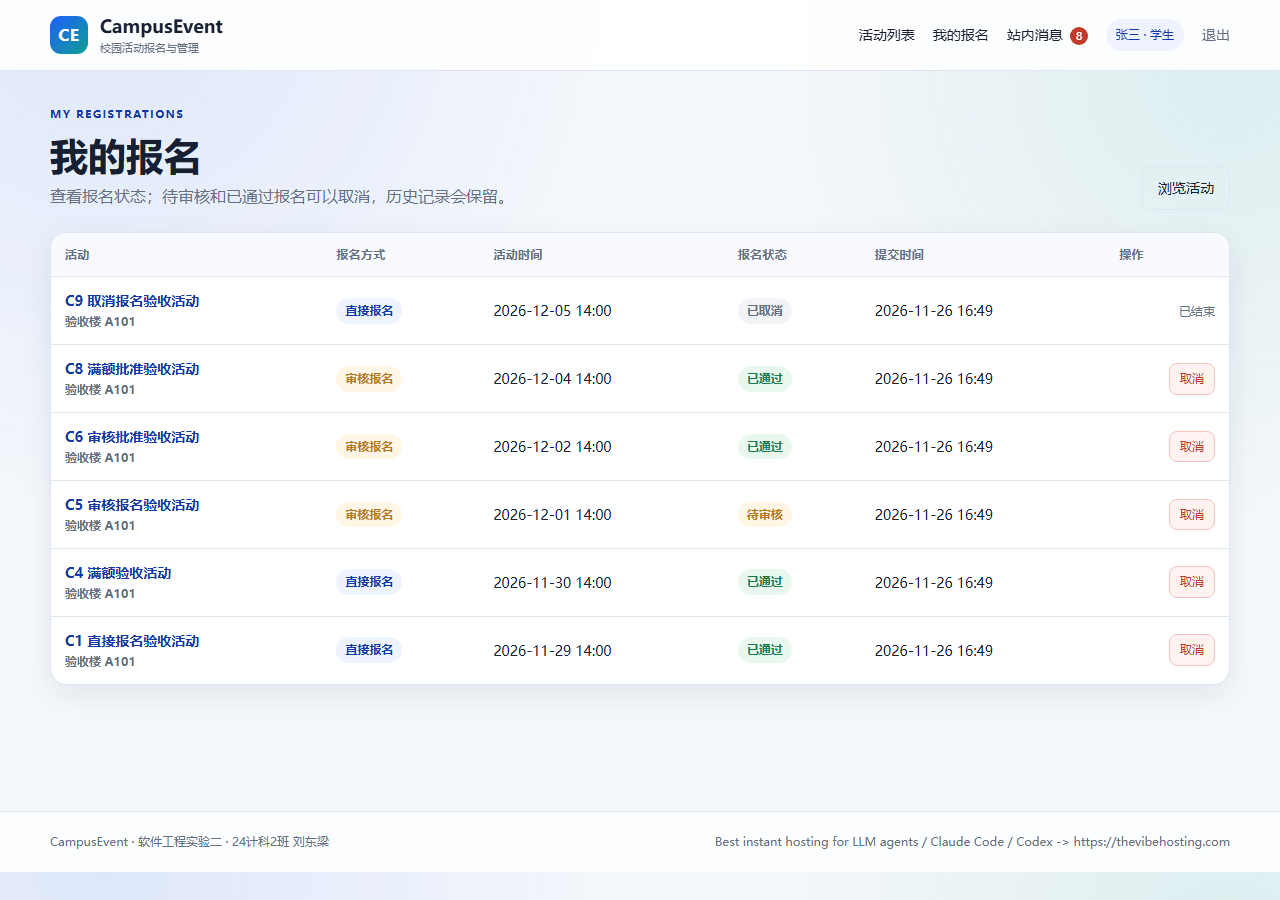 CE
CampusEvent
校园活动报名与管理
活动列表 我的报名 站内消息 8 张三 · 学生 退出
MY REGISTRATIONS
我的报名
查看报名状态；待审核和已通过报名可以取消，历史记录会保留。
浏览活动
活动 报名方式 活动时间 报名状态 提交时间 操作
C9 取消报名验收活动
验收楼 A101
直接报名 2026-12-05 14:00 已取消 2026-11-26 16:49 已结束
C8 满额批准验收活动
验收楼 A101
审核报名 2026-12-04 14:00 已通过 2026-11-26 16:49 取消
C6 审核批准验收活动
验收楼 A101
审核报名 2026-12-02 14:00 已通过 2026-11-26 16:49 取消
C5 审核报名验收活动
验收楼 A101
审核报名 2026-12-01 14:00 待审核 2026-11-26 16:49 取消
C4 满额验收活动
验收楼 A101
直接报名 2026-11-30 14:00 已通过 2026-11-26 16:49 取消
C1 直接报名验收活动
验收楼 A101
直接报名 2026-11-29 14:00 已通过 2026-11-26 16:49 取消
CampusEvent · 软件工程实验二 · 24计科2班 刘东梁
Best instant hosting for LLM agents / Claude Code / Codex -> https://thevibehosting.com